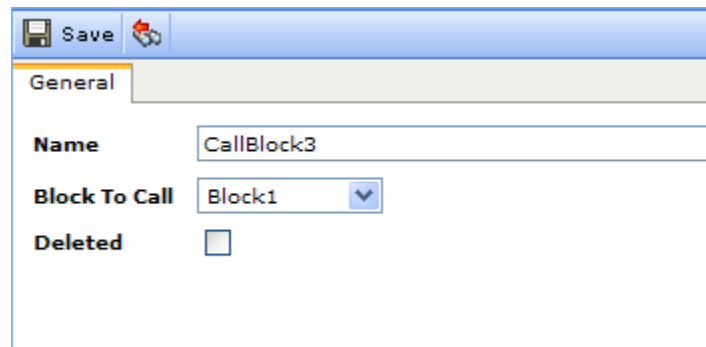 Save
General
Name CallBlock3
Block To Call Block1
Deleted